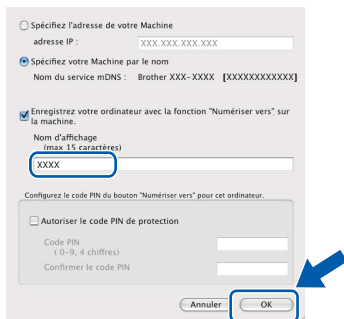 Spécifiez l'adresse de votre Machine
adresse IP : XXX.XXX.XXX.XXX
Spécifiez votre Machine par le nom
Nom du service mDNS : Brother XXX-XXXX [XXXXXXXXXXXX]
Enregistrez votre ordinateur avec la fonction "Numériser vers" sur
la machine.
Nom d'affichage
(max 15 caractères)
XXXX
Configurez le code PIN du bouton "Numériser vers" pour cet ordinateur.
Autoriser le code PIN de protection
Code PIN
( 0-9, 4 chiffres)
Confirmer le code PIN
Annuler OK